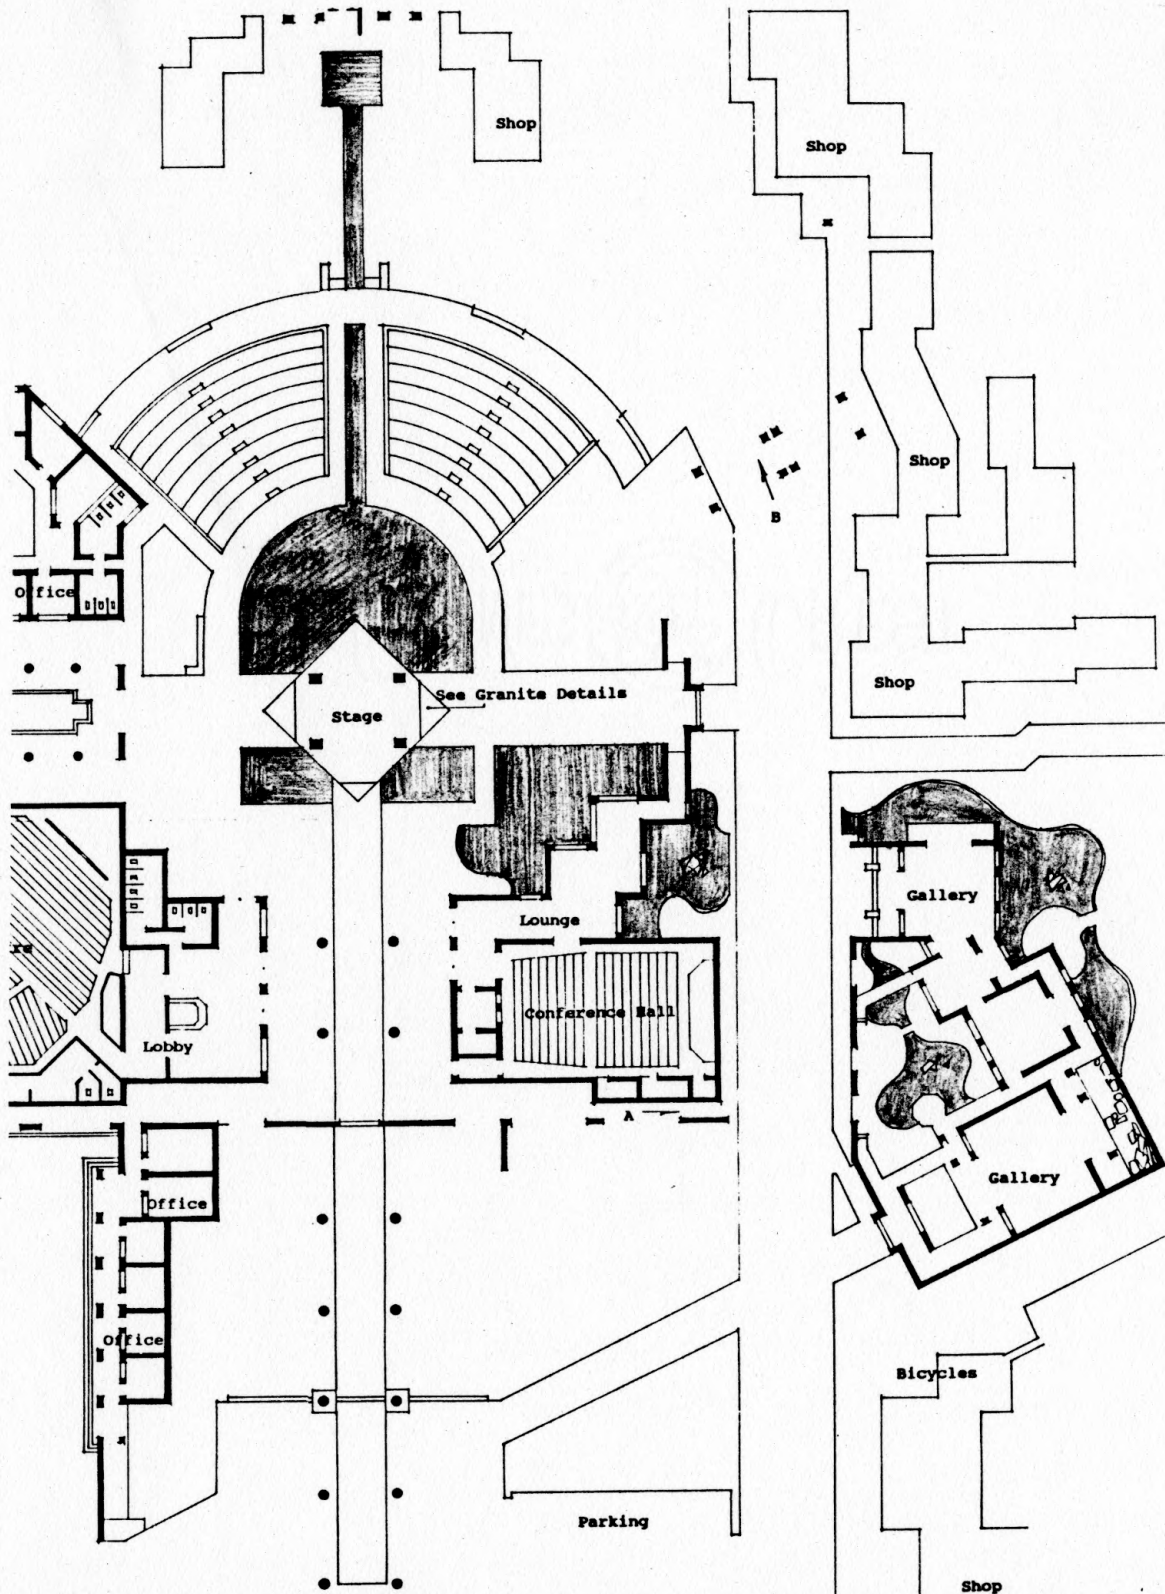 Shop
Shop
Shop
B
Office
Shop
See Granite Details
Stage
Gallery
Lounge
Conference Hall
Lobby
A
Gallery
Office
Office
Bicycles
Parking
Shop